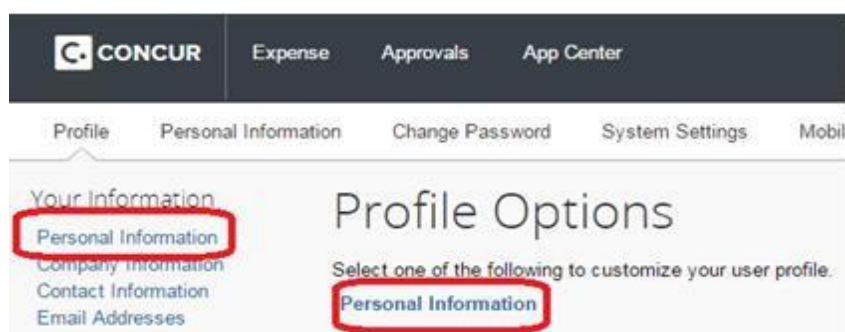 C. CONCUR Expense Approvals App Center
Profile Personal Information Change Password System Settings Mobil
Your Information
Personal Information
Company Information
Contact Information
Email Addresses
Profile Options
Select one of the following to customize your user profile.
Personal Information